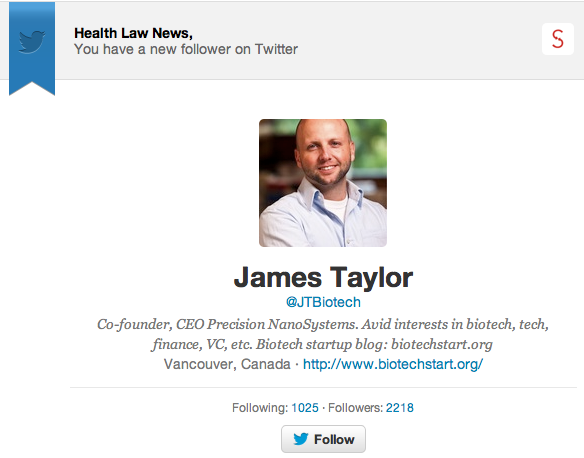 Health Law News,
You have a new follower on Twitter
James Taylor
@JTBiotech
Co-founder, CEO Precision NanoSystems. Avid interests in biotech, tech,
finance, VC, etc. Biotech startup blog: biotechstart.org
Vancouver, Canada · http://www.biotechstart.org/
Following: 1025 · Followers: 2218
Follow